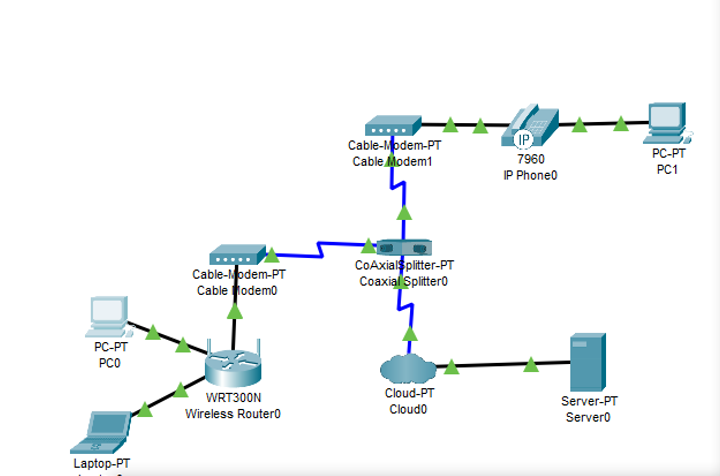 Cable-Modem-PT
Cable Modem1
IP
7960
IP Phone0
PC-PT
PC1
Cable-Modem-PT
Cable Modem0
CoAxialSplitter-PT
Coaxial Splitter0
PC-PT
PC0
WRT300N
Wireless Router0
Cloud-PT
Cloud0
Server-PT
Server0
Laptop-PT